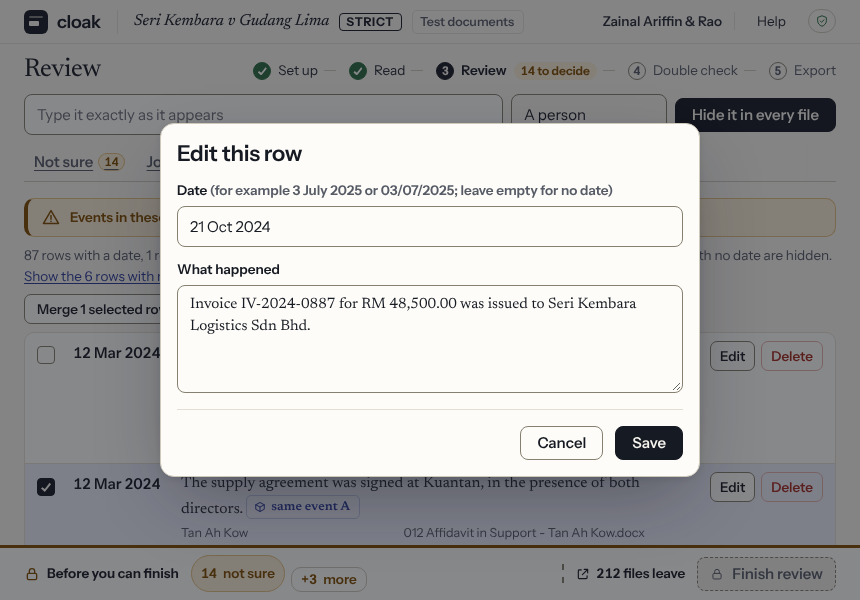 cloak Seri Kembara v Gudang Lima STRICT Test documents Zainal Ariffin & Rao Help
Review Set up Read 3 Review 14 to decide 4 Double check 5 Export
Type it exactly as it appears A person Hide it in every file
Not sure 14
Events in
87 rows with a date, 1 no date are hidden.
Show the 6 rows with
Merge 1 selected
Edit this row
Date (for example 3 July 2025 or 03/07/2025; leave empty for no date)
21 Oct 2024
What happened
Invoice IV-2024-0887 for RM 48,500.00 was issued to Seri Kembara
Logistics Sdn Bhd.
Cancel Save
12 Mar 2024 Edit Delete
12 Mar 2024 The supply agreement was signed at Kuantan, in the presence of both Edit Delete
directors. same event A
Tan Ah Kow 012 Affidavit in Support - Tan Ah Kow.docx
Before you can finish 14 not sure +3 more 212 files leave Finish review